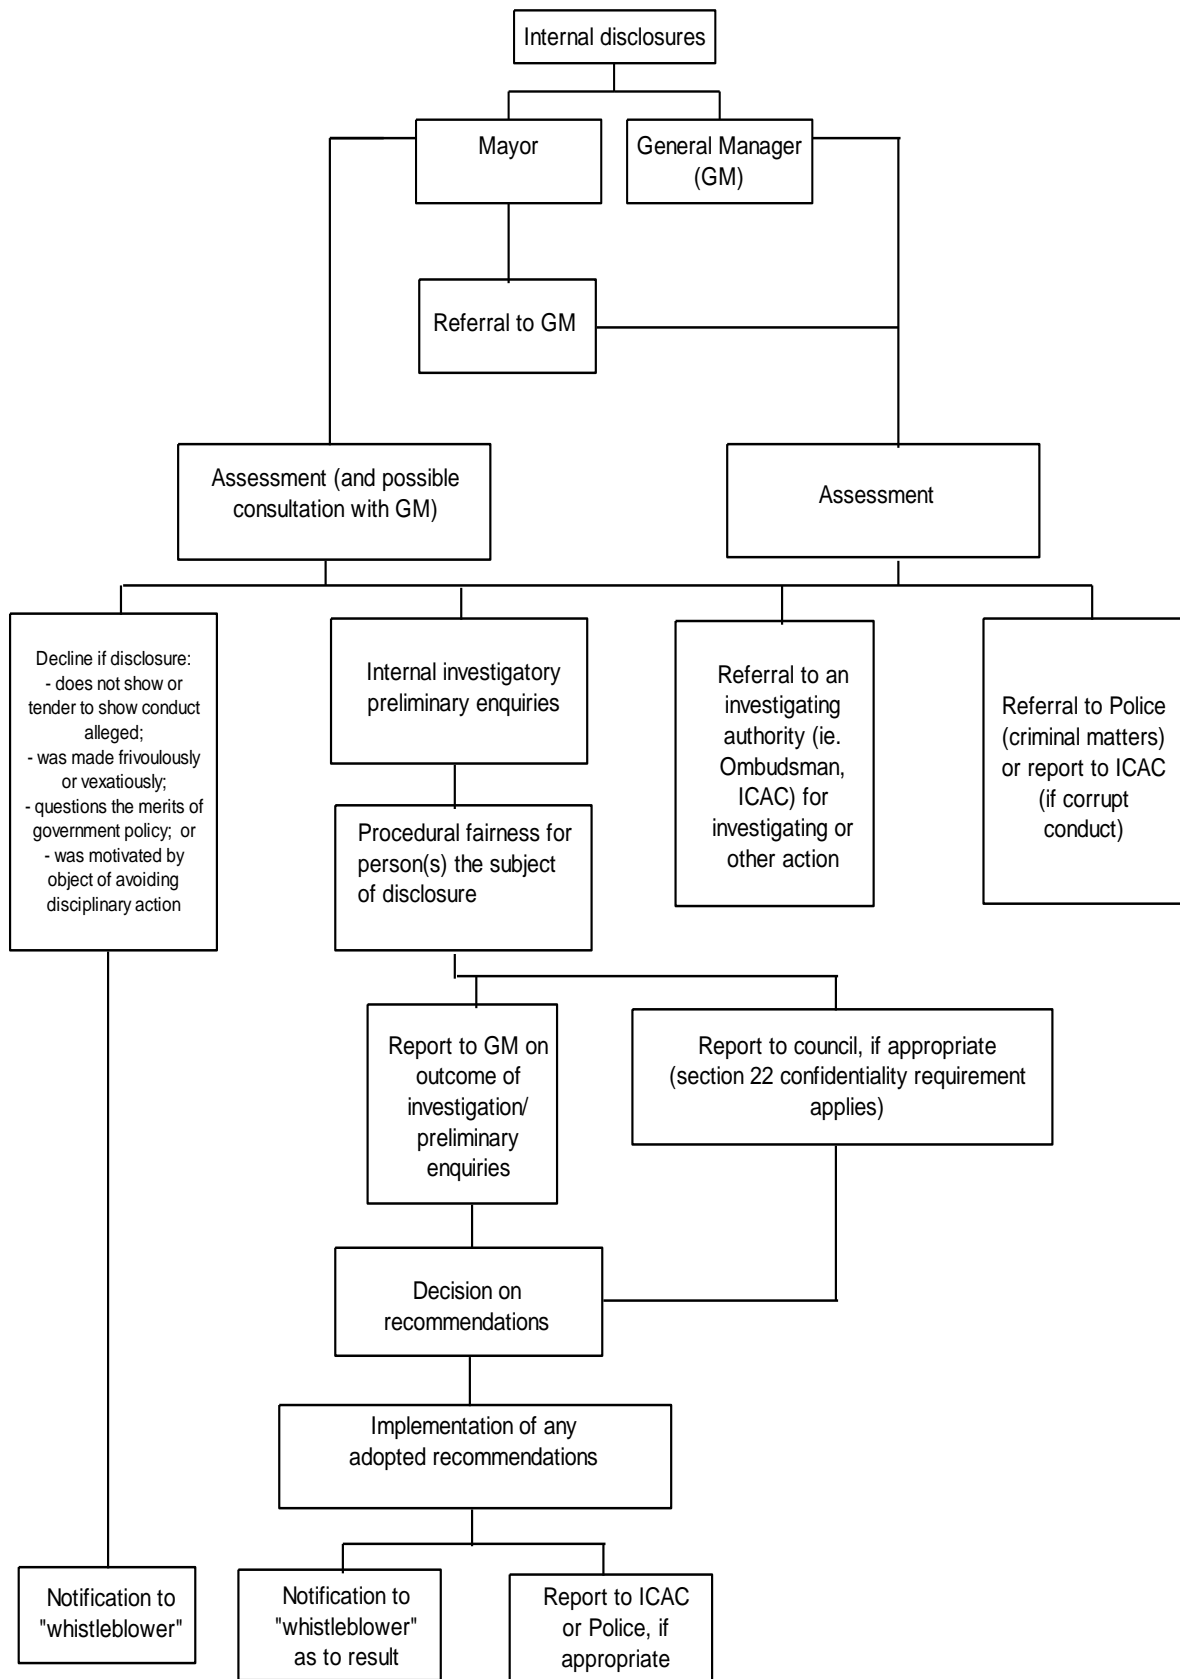 Internal disclosures
Mayor
General Manager
(GM)
Referral to GM
Assessment (and possible
consultation with GM)
Assessment
Decline if disclosure:
- does not show or
tender to show conduct
alleged;
- was made frivoulously
or vexatiously;
- questions the merits of
government policy; or
- was motivated by
object of avoiding
disciplinary action
Internal investigatory
preliminary enquiries
Referral to an
investigating
authority (ie.
Ombudsman,
ICAC) for
investigating or
other action
Referral to Police
(criminal matters)
or report to ICAC
(if corrupt
conduct)
Procedural fairness for
person(s) the subject
of disclosure
Report to GM on
outcome of
investigation/
preliminary
enquiries
Report to council, if appropriate
(section 22 confidentiality requirement
applies)
Decision on
recommendations
Implementation of any
adopted recommendations
Notification to
"whistleblower"
Notification to
"whistleblower"
as to result
Report to ICAC
or Police, if
appropriate